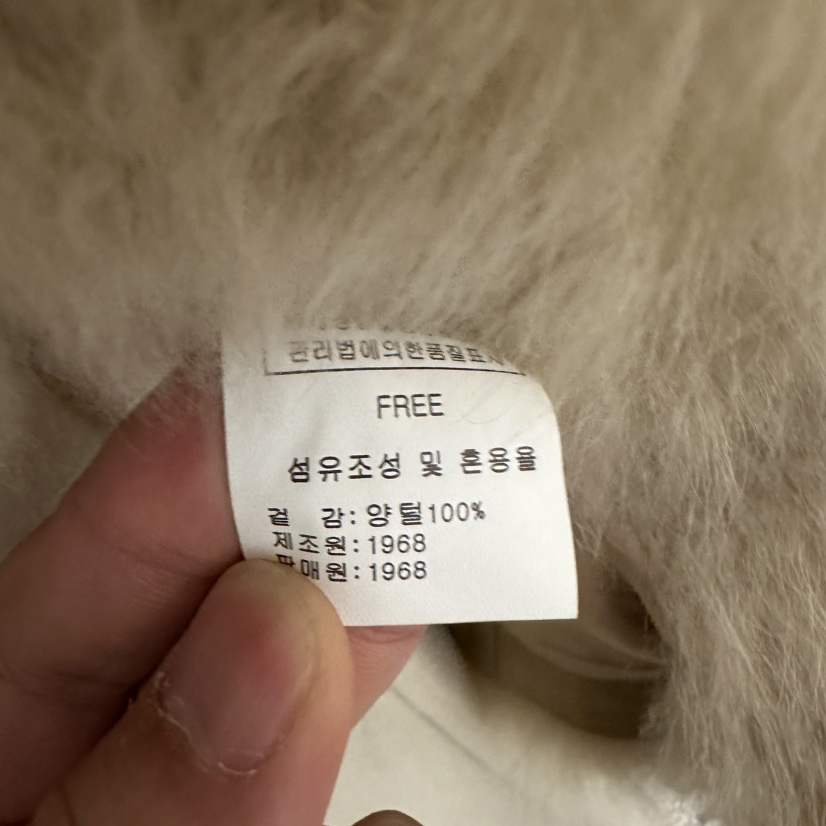 관리법에의한품질표시
FREE
섬유조성 및 혼용율
겉 감: 양털100%
제조원:1968
판매원:1968